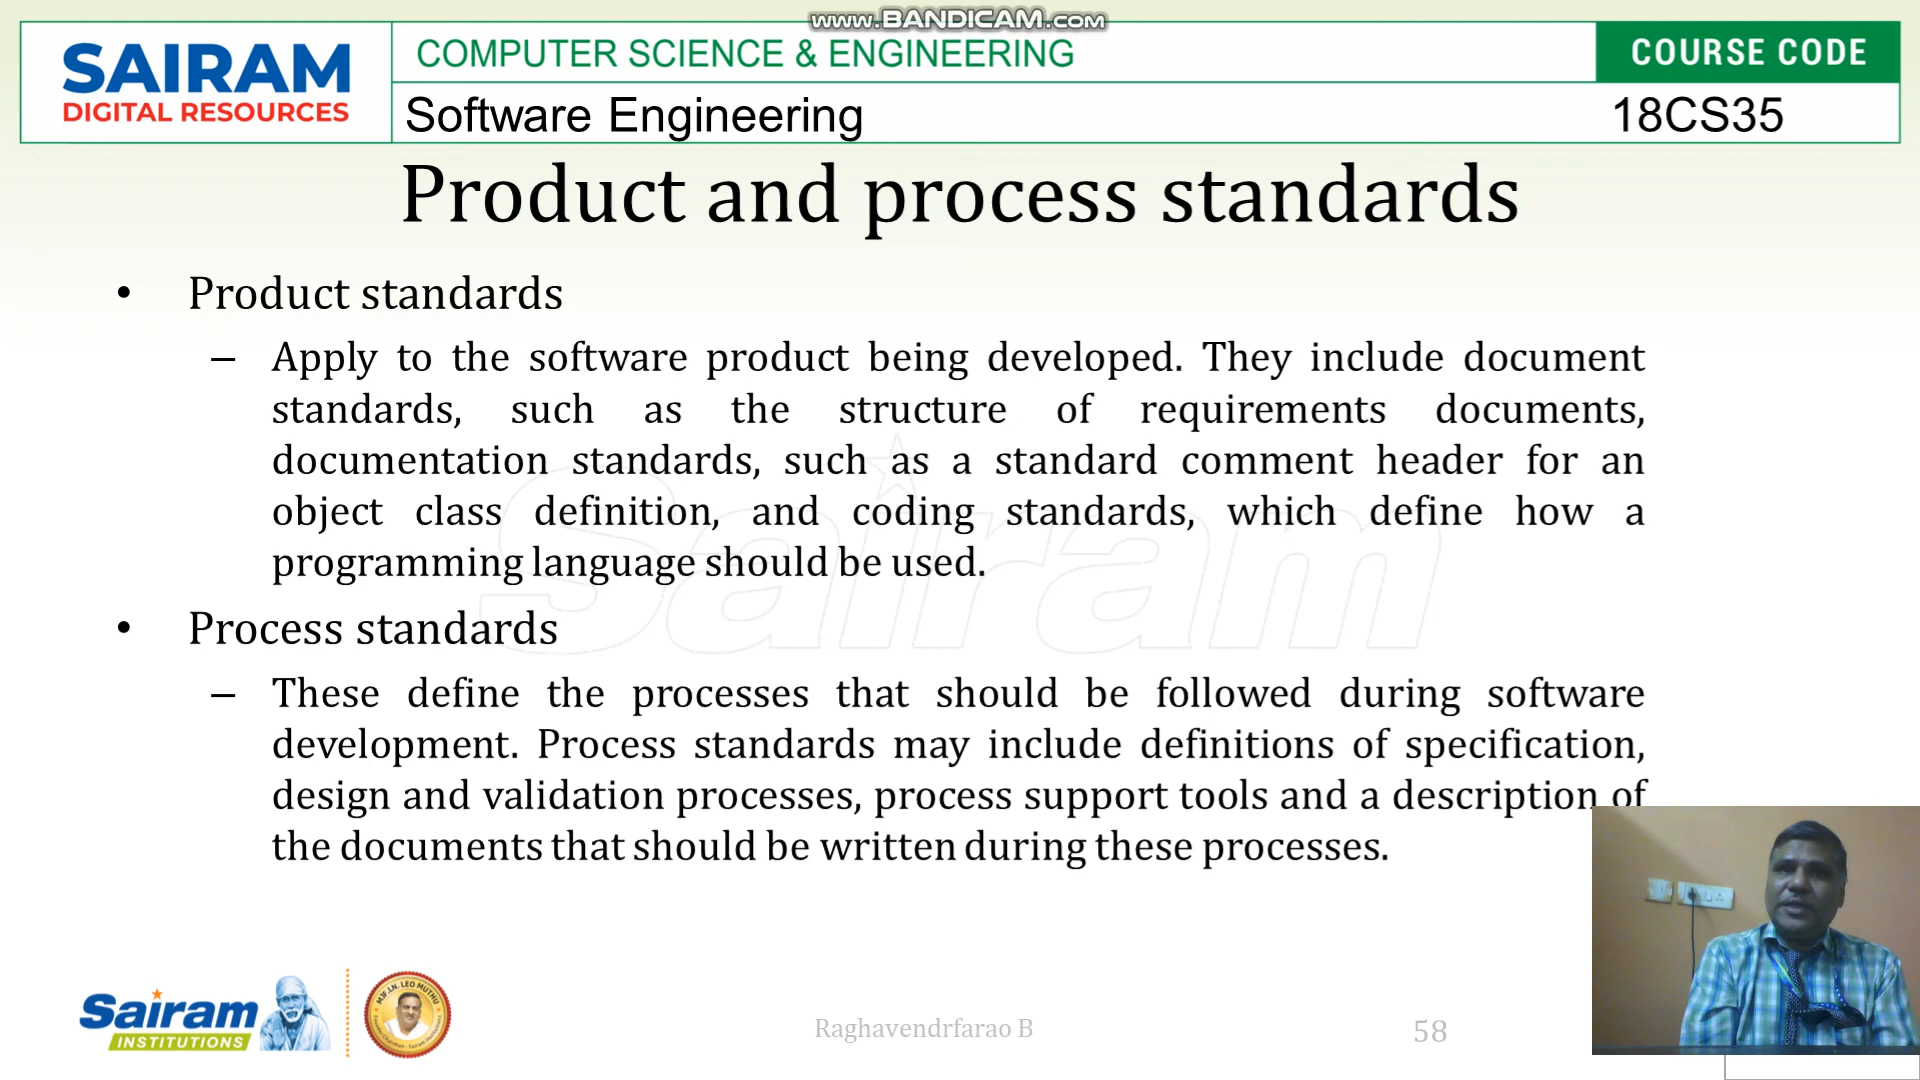 www.BANDICAM.com
SAIRAM
DIGITAL RESOURCES
COMPUTER SCIENCE & ENGINEERING
COURSE CODE
Software Engineering
18CS35
Product and process standards
• Product standards
– Apply to the software product being developed. They include document
standards, such as the structure of requirements documents,
documentation standards, such as a standard comment header for an
object class definition, and coding standards, which define how a
programming language should be used.
• Process standards
– These define the processes that should be followed during software
development. Process standards may include definitions of specification,
design and validation processes, process support tools and a description of
the documents that should be written during these processes.
Sairam
Sairam
INSTITUTIONS
MJF.LN. LEO MUTHU
Raghavendrfarao B
58